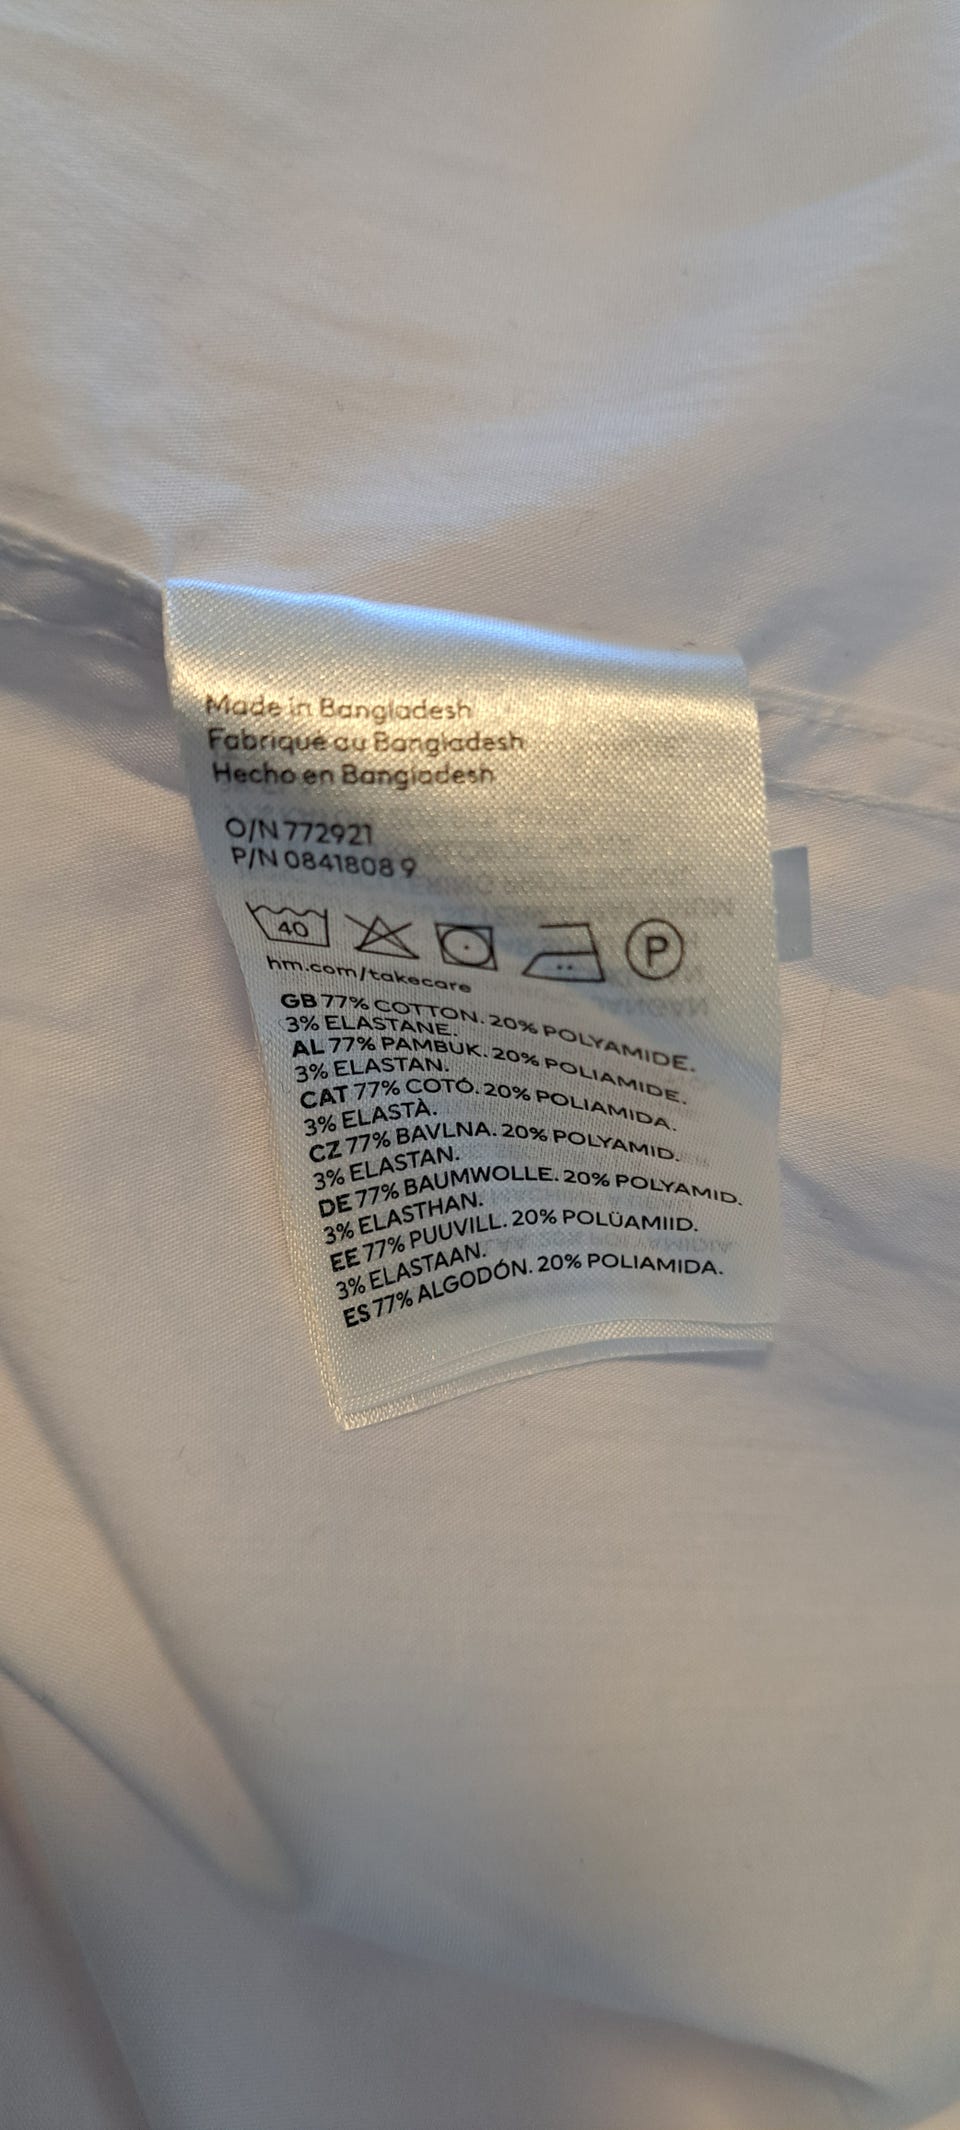 Made in Bangladesh
Fabriqué au Bangladesh
Hecho en Bangladesh
O/N 772921
P/N 0841808 9
40 P
hm.com/takecare
GB 77% COTTON. 20% POLYAMIDE.
3% ELASTANE.
AL 77% PAMBUK. 20% POLIAMIDE.
3% ELASTAN.
CAT 77% COTÓ. 20% POLIAMIDA.
3% ELASTÀ.
CZ 77% BAVLNA. 20% POLYAMID.
3% ELASTAN.
DE 77% BAUMWOLLE. 20% POLYAMID.
3% ELASTHAN.
EE 77% PUUVILL. 20% POLÜAMIID.
3% ELASTAAN.
ES 77% ALGODÓN. 20% POLIAMIDA.